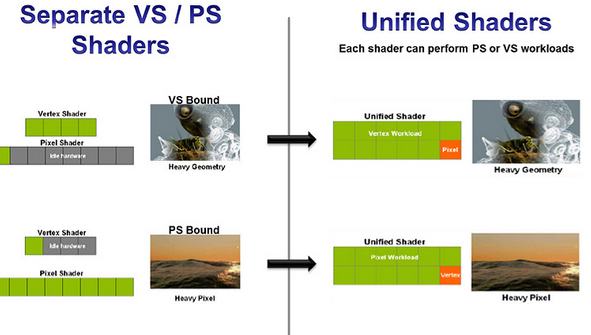 Separate VS / PS
Shaders
Unified Shaders
Each shader can perform PS or VS workloads
Vertex Shader
Pixel Shader
Idle hardware
VS Bound
Heavy Geometry
Unified Shader
Vertex Workload
Pixel
Heavy Geometry
Vertex Shader
Idle hardware
Pixel Shader
PS Bound
Heavy Pixel
Unified Shader
Pixel Workload
Vertex
Heavy Pixel